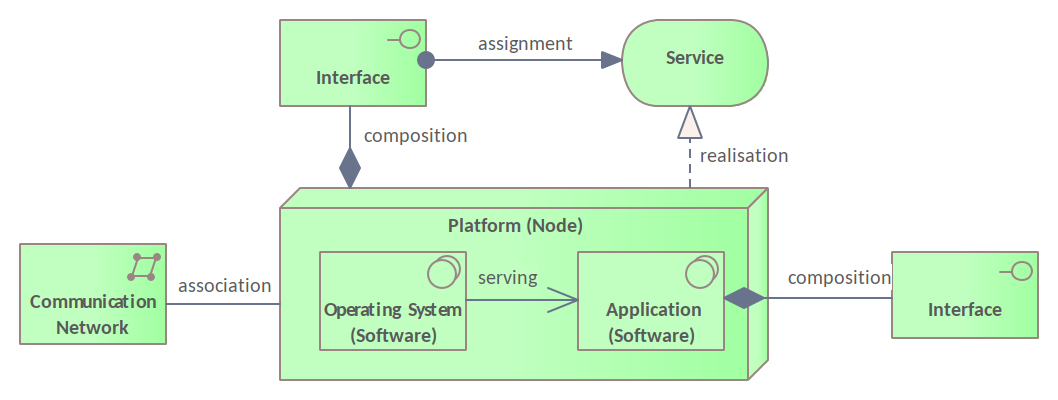 assignment
Service
Interface
composition
realisation
Platform (Node)
association
serving
composition
Communication
Network
Operating System
(Software)
Application
(Software)
Interface